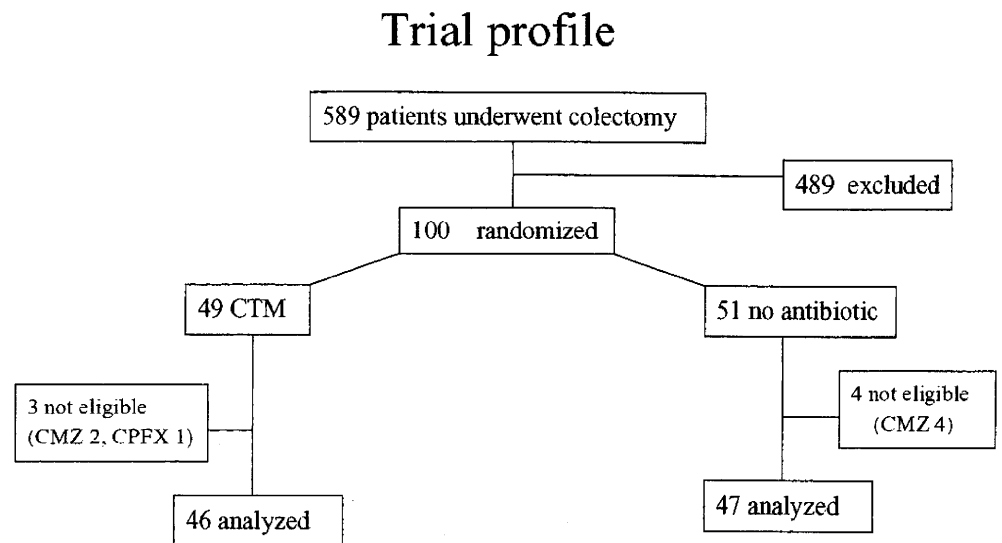 Trial profile
589 patients underwent colectomy
489 excluded
100 randomized
49 CTM
51 no antibiotic
3 not eligible
(CMZ 2, CPFX 1)
4 not eligible
(CMZ 4)
46 analyzed
47 analyzed